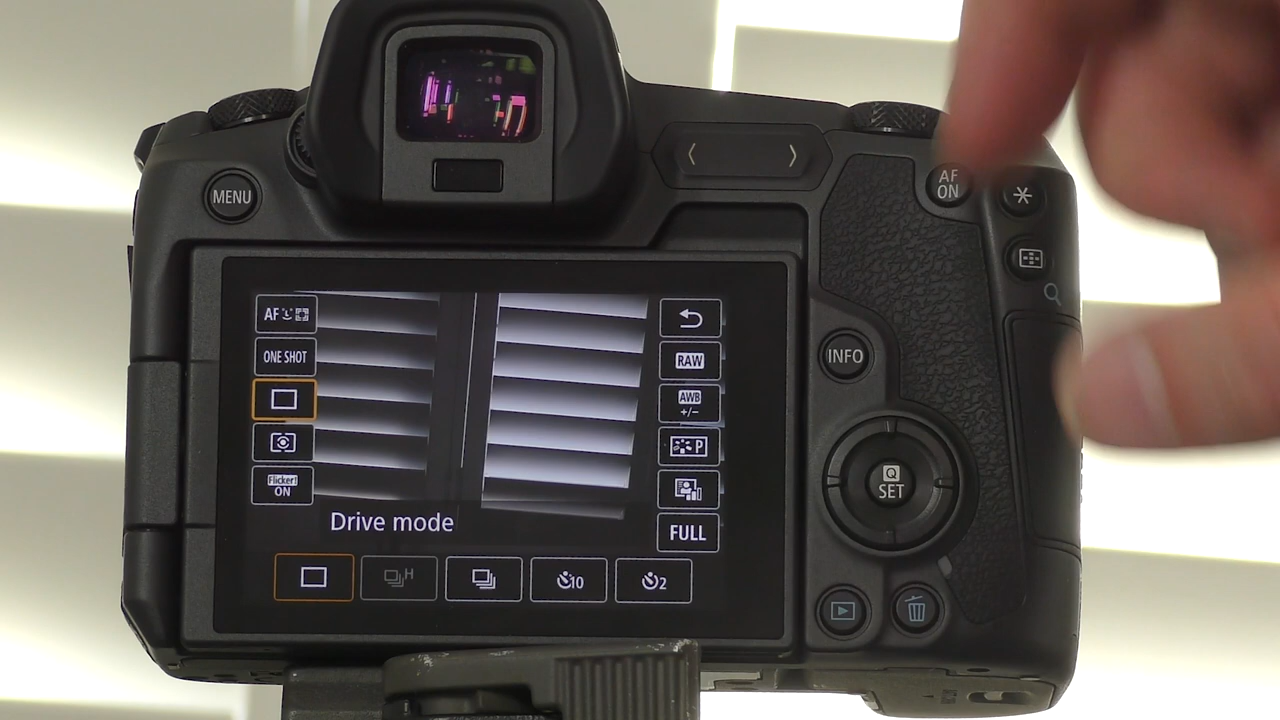 MENU
AF
ON
INFO
Q
SET
AF
ONE SHOT
Flicker!
ON
RAW
AWB
+/-
P
FULL
Drive mode
H
10
2